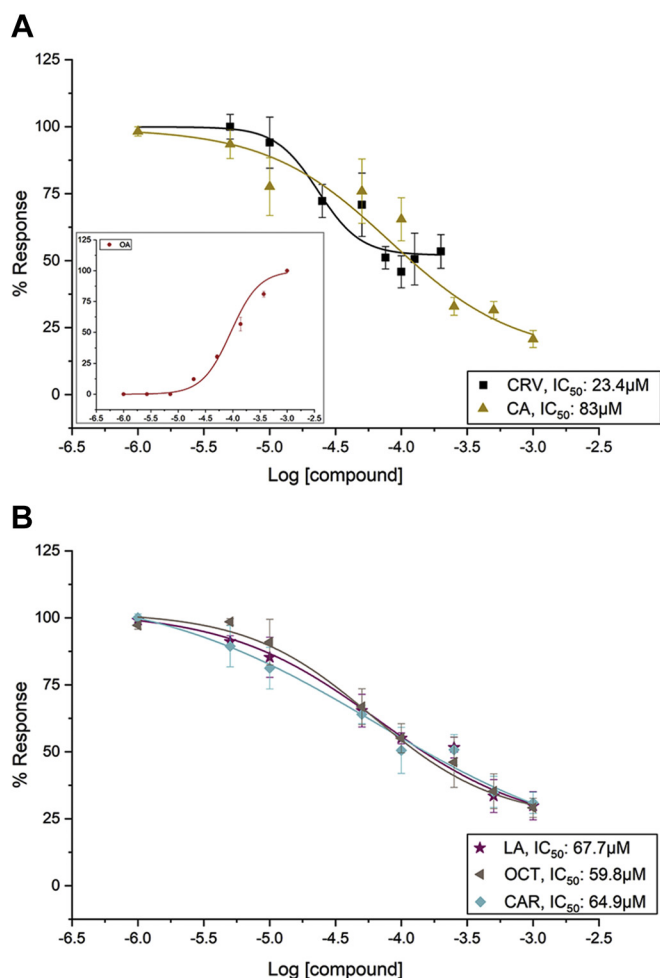 A
125
100
75
50
25
0
% Response
125
100
75
50
25
0
OA
-6.5 -6.0 -5.5 -5.0 -4.5 -4.0 -3.5 -3.0 -2.5
CRV, IC50: 23.4µM
CA, IC50: 83µM
-6.5 -6.0 -5.5 -5.0 -4.5 -4.0 -3.5 -3.0 -2.5
Log [compound]
B
125
100
75
50
25
0
% Response
LA, IC50: 67.7µM
OCT, IC50: 59.8µM
CAR, IC50: 64.9µM
-6.5 -6.0 -5.5 -5.0 -4.5 -4.0 -3.5 -3.0 -2.5
Log [compound]